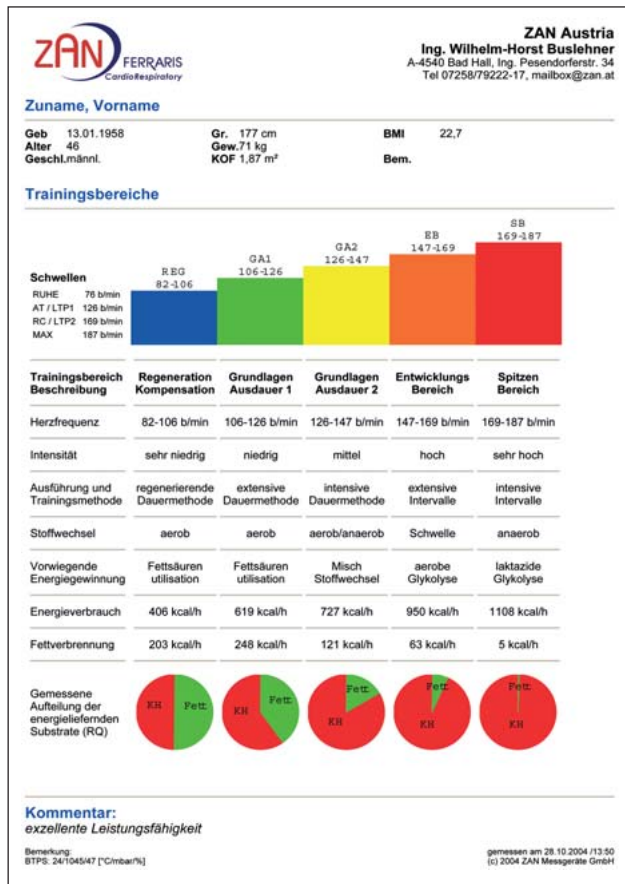 ZAN FERRARIS
CardioRespiratory
ZAN Austria
Ing. Wilhelm-Horst Buslehner
A-4540 Bad Hall, Ing. Pesendorferstr. 34
Tel 07258/79222-17, mailbox@zan.at
Zuname, Vorname
Geb 13.01.1958 Gr. 177 cm BMI 22,7
Alter 46 Gew.71 kg
Geschl.männl. KOF 1,87 m² Bem.
Trainingsbereiche
SB
169-187
EB
147-169
GA2
126-147
GA1
106-126
REG
82-106
Schwellen
RUHE 76 b/min
AT / LTP1 126 b/min
RC / LTP2 169 b/min
MAX 187 b/min
Trainingsbereich Regeneration Grundlagen Grundlagen Entwicklungs Spitzen
Beschreibung Kompensation Ausdauer 1 Ausdauer 2 Bereich Bereich
Herzfrequenz 82-106 b/min 106-126 b/min 126-147 b/min 147-169 b/min 169-187 b/min
Intensität sehr niedrig niedrig mittel hoch sehr hoch
Ausführung und regenerierende extensive intensive extensive intensive
Trainingsmethode Dauermethode Dauermethode Dauermethode Intervalle Intervalle
Stoffwechsel aerob aerob aerob/anaerob Schwelle anaerob
Vorwiegende Fettsäuren Fettsäuren Misch aerobe laktazide
Energiegewinnung utilisation utilisation Stoffwechsel Glykolyse Glykolyse
Energieverbrauch 406 kcal/h 619 kcal/h 727 kcal/h 950 kcal/h 1108 kcal/h
Fettverbrennung 203 kcal/h 248 kcal/h 121 kcal/h 63 kcal/h 5 kcal/h
Gemessene
Aufteilung der
energieliefernden
Substrate (RQ)
KH Fett KH Fett Fett KH Fett KH Fett KH
Kommentar:
exzellente Leistungsfähigkeit
Bemerkung:
BTPS: 24/1045/47 [°C/mbar/%]
gemessen am 28.10.2004 /13:50
(c) 2004 ZAN Messgeräte GmbH